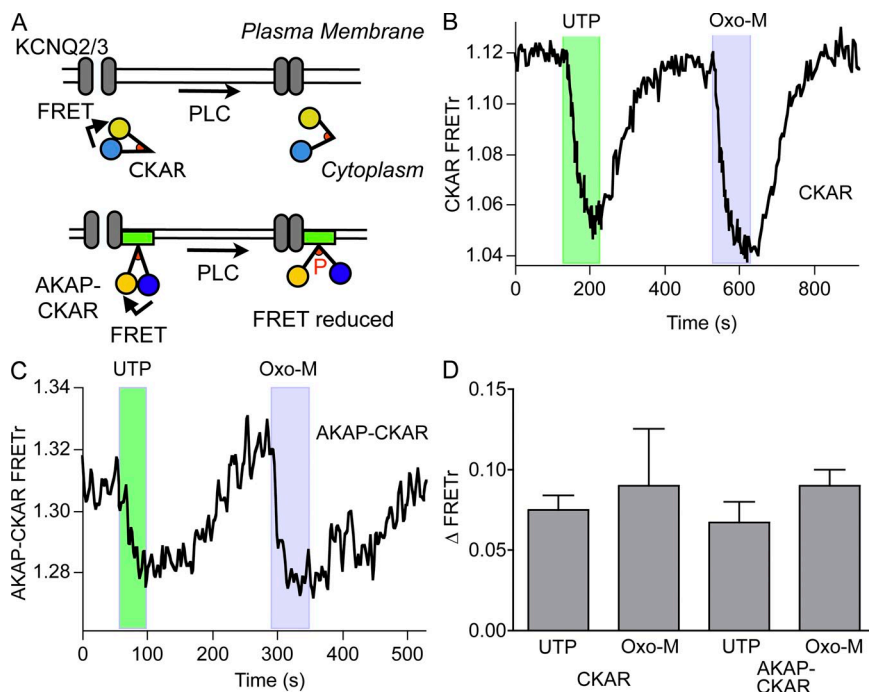 A
KCNQ2/3
Plasma Membrane
FRET
PLC
CKAR
Cytoplasm
AKAP-
CKAR
PLC
P
FRET
FRET reduced
B
UTP
Oxo-M
1.12
1.10
1.08
1.06
1.04
CKAR FRETr
CKAR
0
200
400
600
800
Time (s)
C
UTP
Oxo-M
1.34
1.32
1.30
1.28
AKAP-CKAR FRETr
AKAP-CKAR
0
100
200
300
400
500
Time (s)
D
0.15
0.10
0.05
0.00
Δ FRETr
UTP
Oxo-M
UTP
Oxo-M
CKAR
AKAP-
CKAR